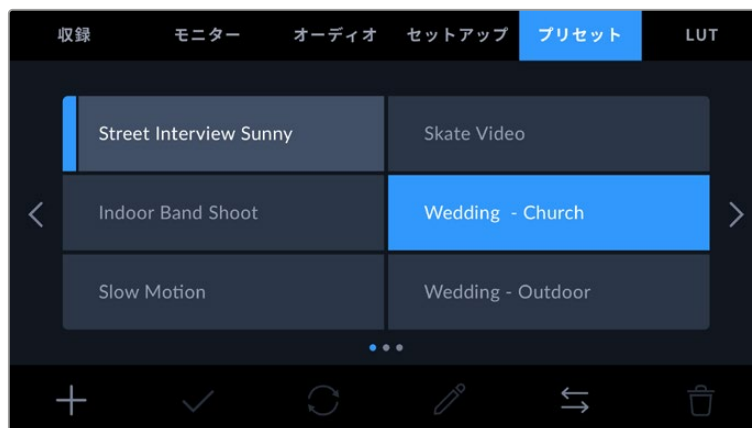 収録 モニター オーディオ セットアップ プリセット LUT
Street Interview Sunny Skate Video
Indoor Band Shoot Wedding - Church
Slow Motion Wedding - Outdoor